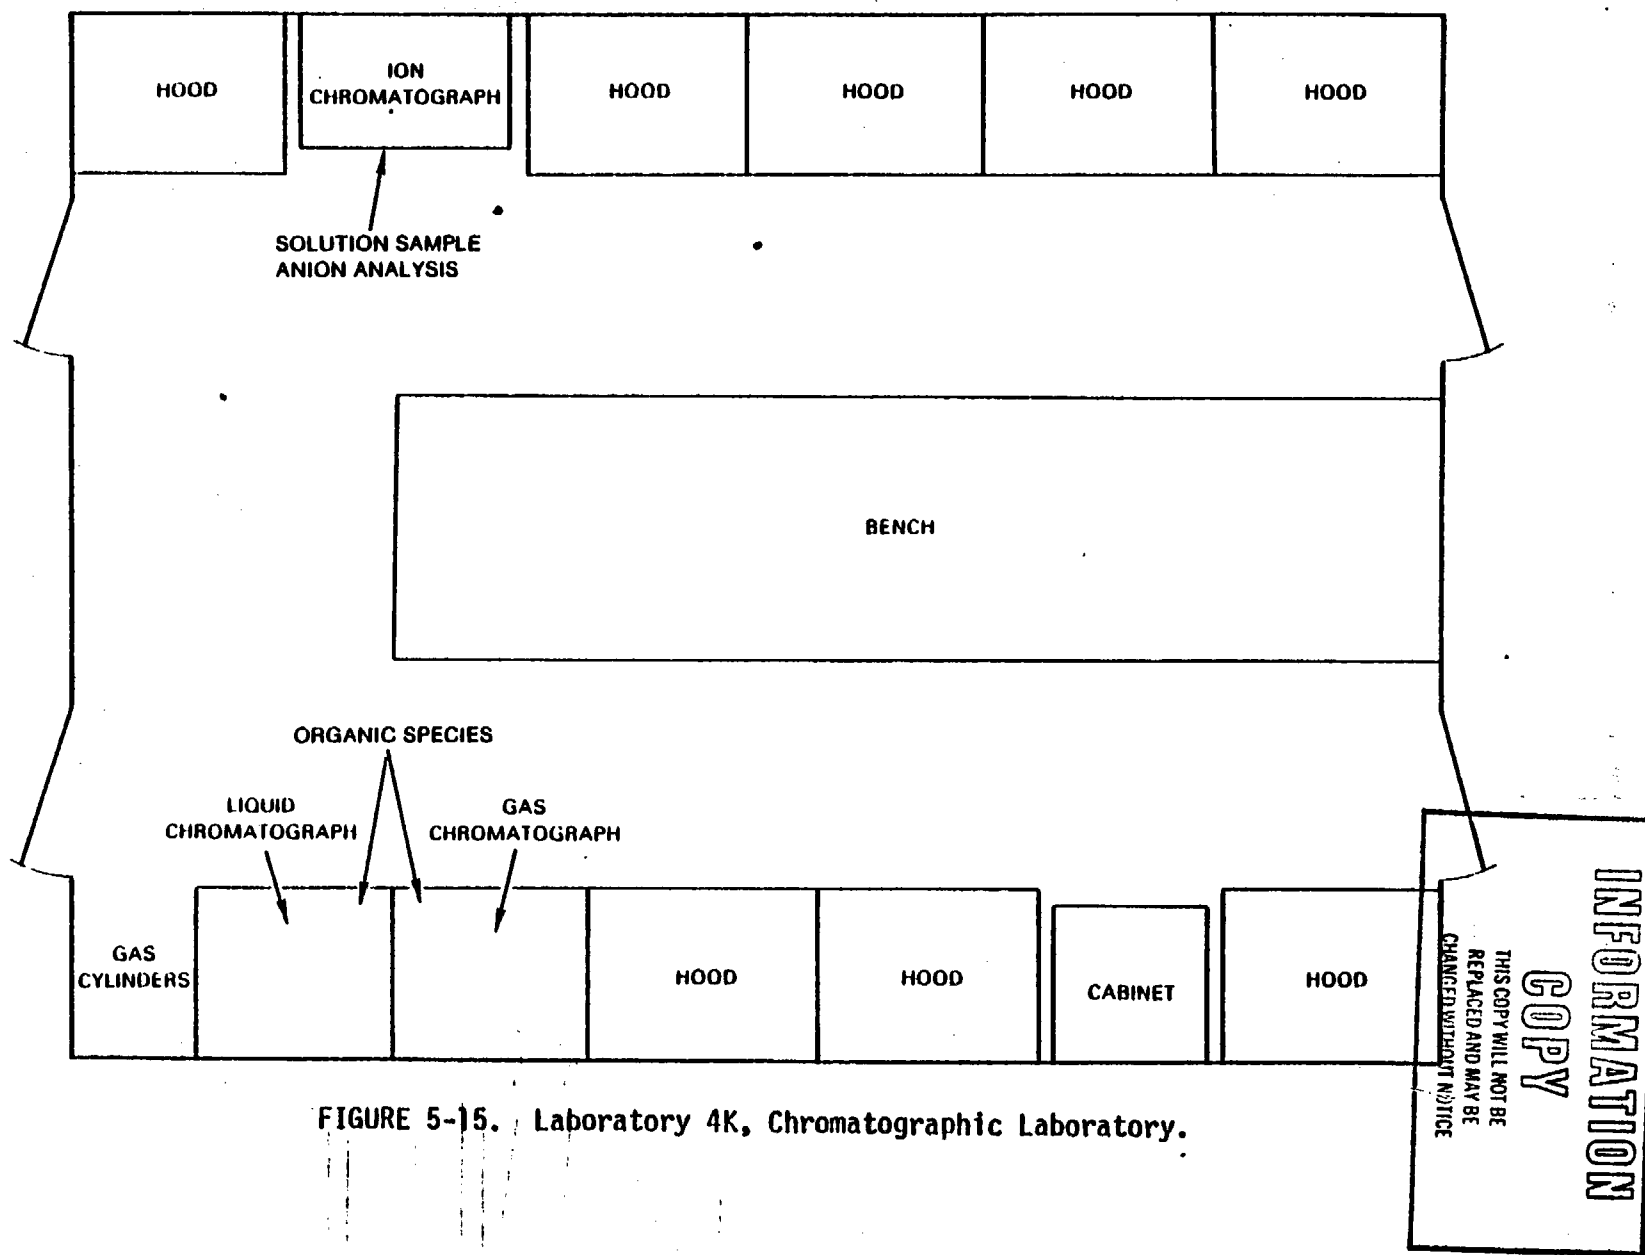 HOOD
ION
CHROMATOGRAPH
HOOD
HOOD
HOOD
HOOD
SOLUTION SAMPLE
ANION ANALYSIS
BENCH
ORGANIC SPECIES
LIQUID
CHROMATOGRAPH
GAS
CHROMATOGRAPH
GAS
CYLINDERS
HOOD
HOOD
CABINET
HOOD
FIGURE 5-15. Laboratory 4K, Chromatographic Laboratory.
INFORMATION
COPY
THIS COPY WILL NOT BE
REPLACED AND MAY BE
CHANGED WITHOUT NOTICE